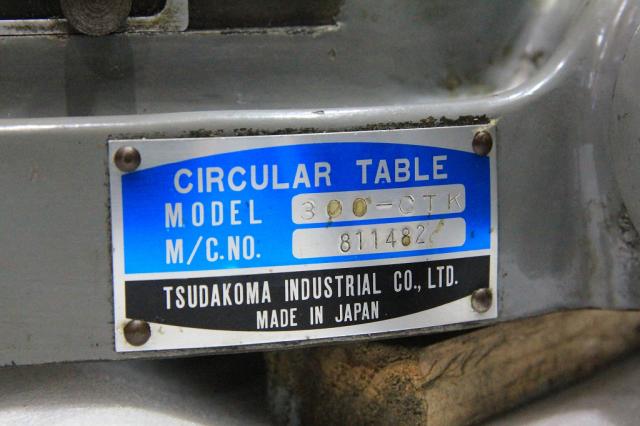 CIRCULAR TABLE
MODEL 300-CTK
M/C.NO. 811482
TSUDAKOMA INDUSTRIAL CO., LTD.
MADE IN JAPAN